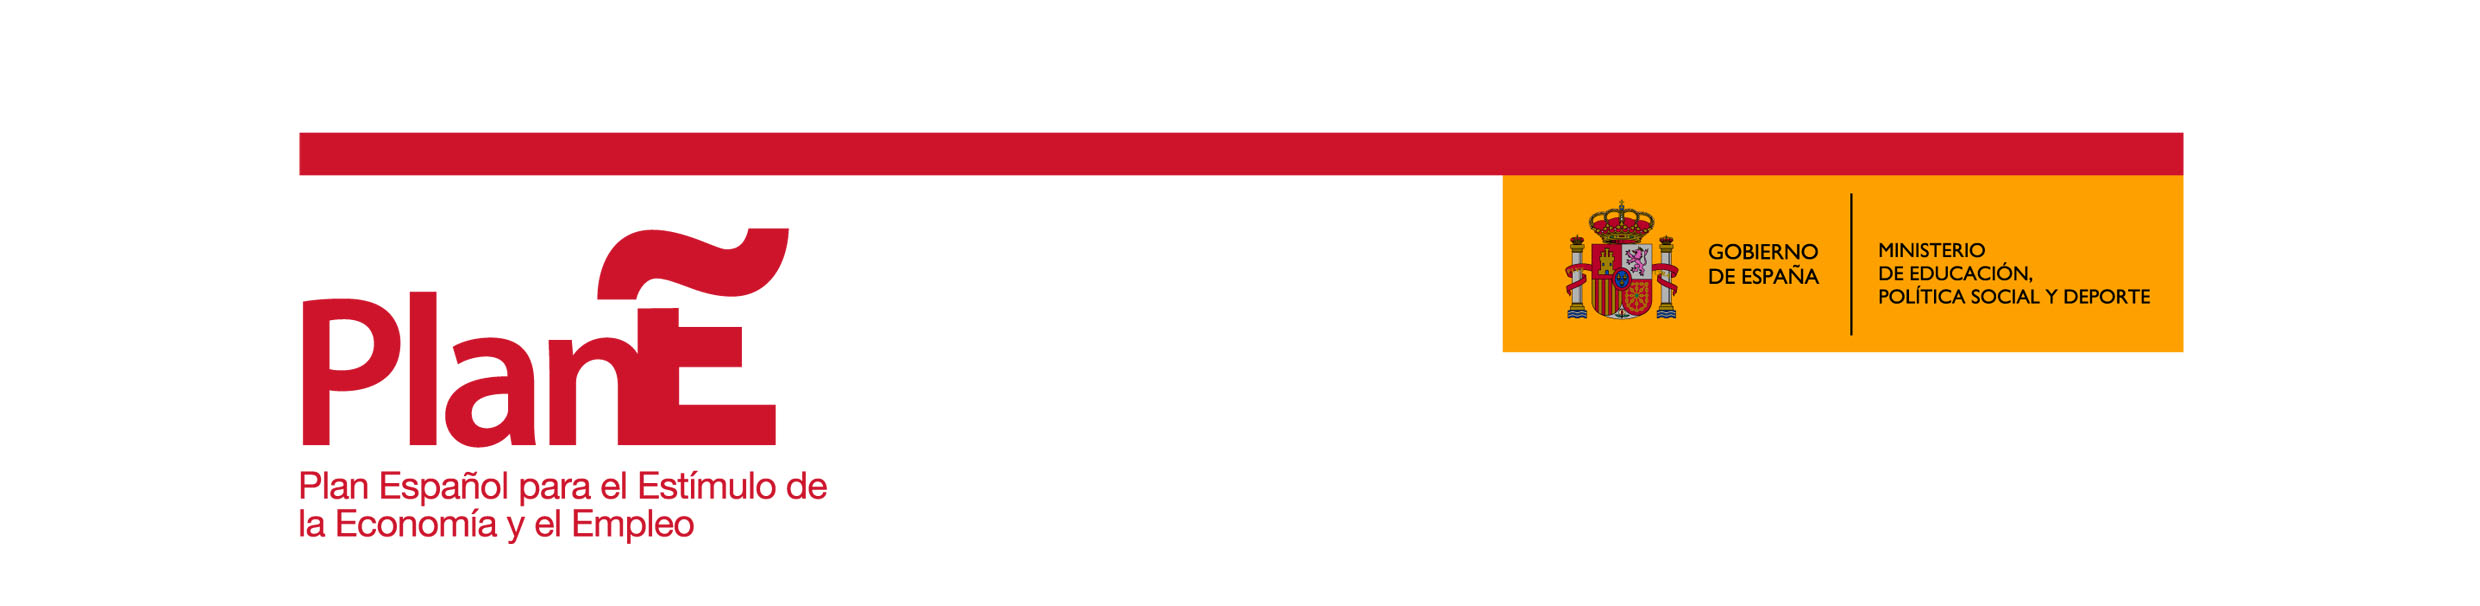 PlanẼ
Plan Español para el Estímulo de
la Economía y el Empleo
GOBIERNO
DE ESPAÑA
MINISTERIO
DE EDUCACIÓN,
POLÍTICA SOCIAL Y DEPORTE